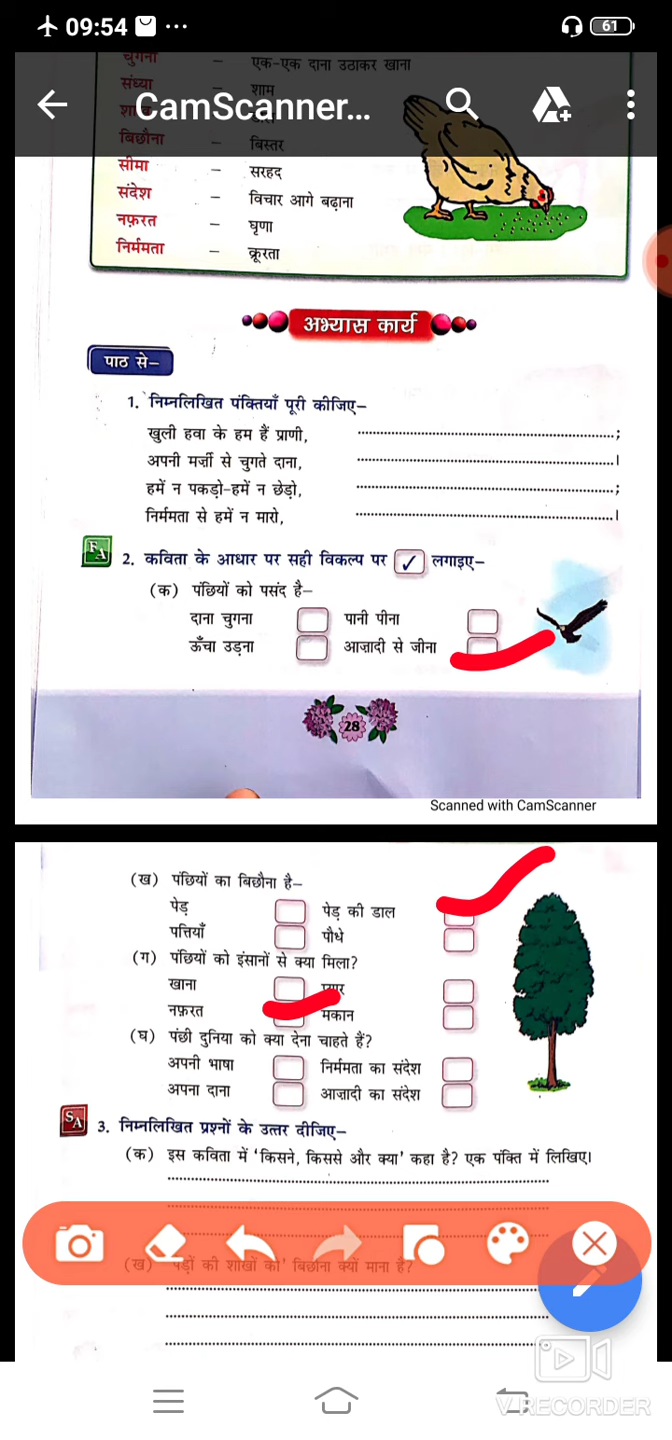 09:54
61
चुगना – एक-एक दाना उठाकर खाना
संध्या – शाम
CamScanner...
बिछौना – बिस्तर
सीमा – सरहद
संदेश – विचार आगे बढ़ाना
नफ़रत – घृणा
निर्ममता – क्रूरता
अभ्यास कार्य
पाठ से–
1. निम्नलिखित पंक्तियाँ पूरी कीजिए–
खुली हवा के हम हैं प्राणी, ;
अपनी मर्ज़ी से चुगते दाना, ।
हमें न पकड़ो-हमें न छेड़ो, ;
निर्ममता से हमें न मारो, ।
FA 2. कविता के आधार पर सही विकल्प पर ✓ लगाइए–
(क) पंछियों को पसंद है–
दाना चुगना पानी पीना
ऊँचा उड़ना आज़ादी से जीना
28
Scanned with CamScanner
(ख) पंछियों का बिछौना है–
पेड़ पेड़ की डाल
पत्तियाँ पौधे
(ग) पंछियों को इंसानों से क्या मिला?
खाना
नफ़रत मकान
(घ) पंछी दुनिया को क्या देना चाहते हैं?
अपनी भाषा निर्ममता का संदेश
अपना दाना आज़ादी का संदेश
SA 3. निम्नलिखित प्रश्नों के उत्तर दीजिए–
(क) इस कविता में 'किसने, किससे और क्या' कहा है? एक पंक्ति में लिखिए।
(ख) 'पेड़ों की शाखों को' बिछौना क्यों माना है?
V RECORDER